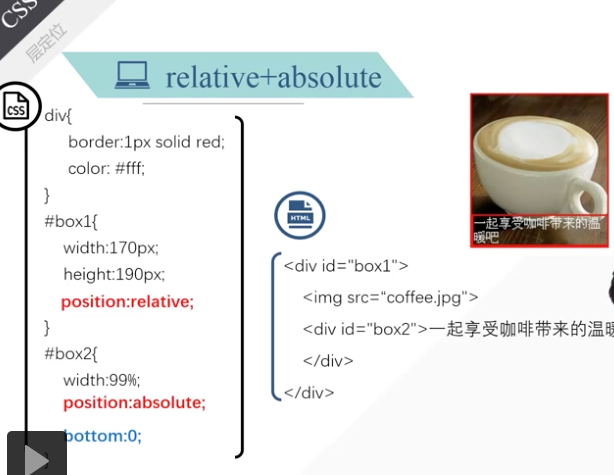 CSS
层定位
relative+absolute
CSS
div{
border:1px solid red;
color: #fff;
}
#box1{
width:170px;
height:190px;
position:relative;
}
#box2{
width:99%;
position:absolute;
bottom:0;
}
HTML
<div id="box1">
<img src=“coffee.jpg">
<div id="box2">一起享受咖啡带来的温暖
</div>
</div>
一起享受咖啡带来的温
暖吧